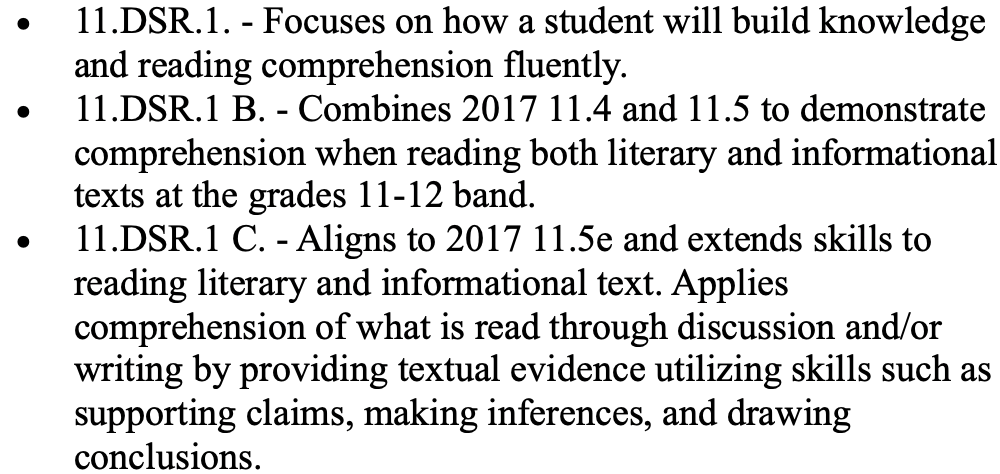 • 11.DSR.1. - Focuses on how a student will build knowledge
and reading comprehension fluently.
• 11.DSR.1 B. - Combines 2017 11.4 and 11.5 to demonstrate
comprehension when reading both literary and informational
texts at the grades 11-12 band.
• 11.DSR.1 C. - Aligns to 2017 11.5e and extends skills to
reading literary and informational text. Applies
comprehension of what is read through discussion and/or
writing by providing textual evidence utilizing skills such as
supporting claims, making inferences, and drawing
conclusions.